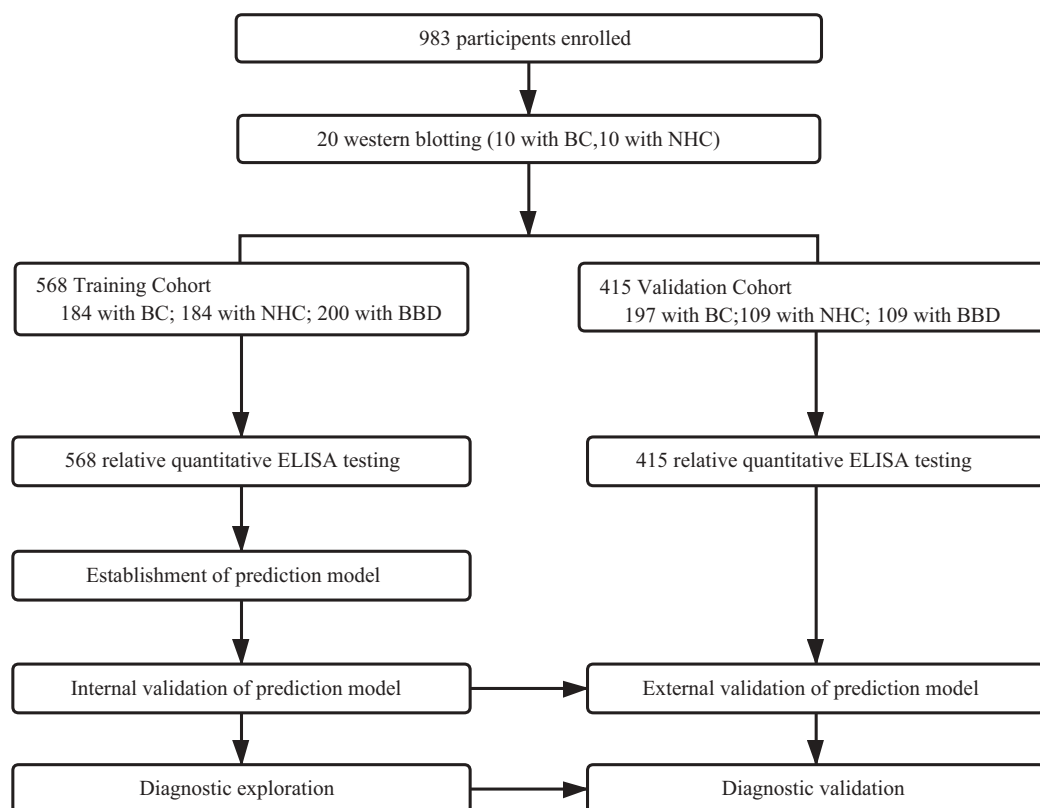 983 participants enrolled
20 western blotting (10 with BC,10 with NHC)
568 Training Cohort
184 with BC; 184 with NHC; 200 with BBD
415 Validation Cohort
197 with BC;109 with NHC; 109 with BBD
568 relative quantitative ELISA testing
415 relative quantitative ELISA testing
Establishment of prediction model
Internal validation of prediction model
External validation of prediction model
Diagnostic exploration
Diagnostic validation